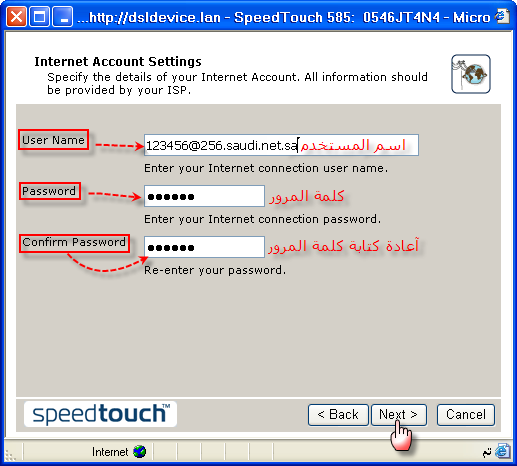 ...http://dsldevice.lan - SpeedTouch 585:  0546JT4N4 - Micro
Internet Account Settings
Specify the details of your Internet Account. All information should
be provided by your ISP.
User Name
123456@256.saudi.net.sa اسم المستخدم
Enter your Internet connection user name.
Password
●●●●●● كلمة المرور
Enter your Internet connection password.
Confirm Password
●●●●●● آعادة كتابة كلمة المرور
Re-enter your password.
speedtouch™
< Back Next > Cancel
Internet تم